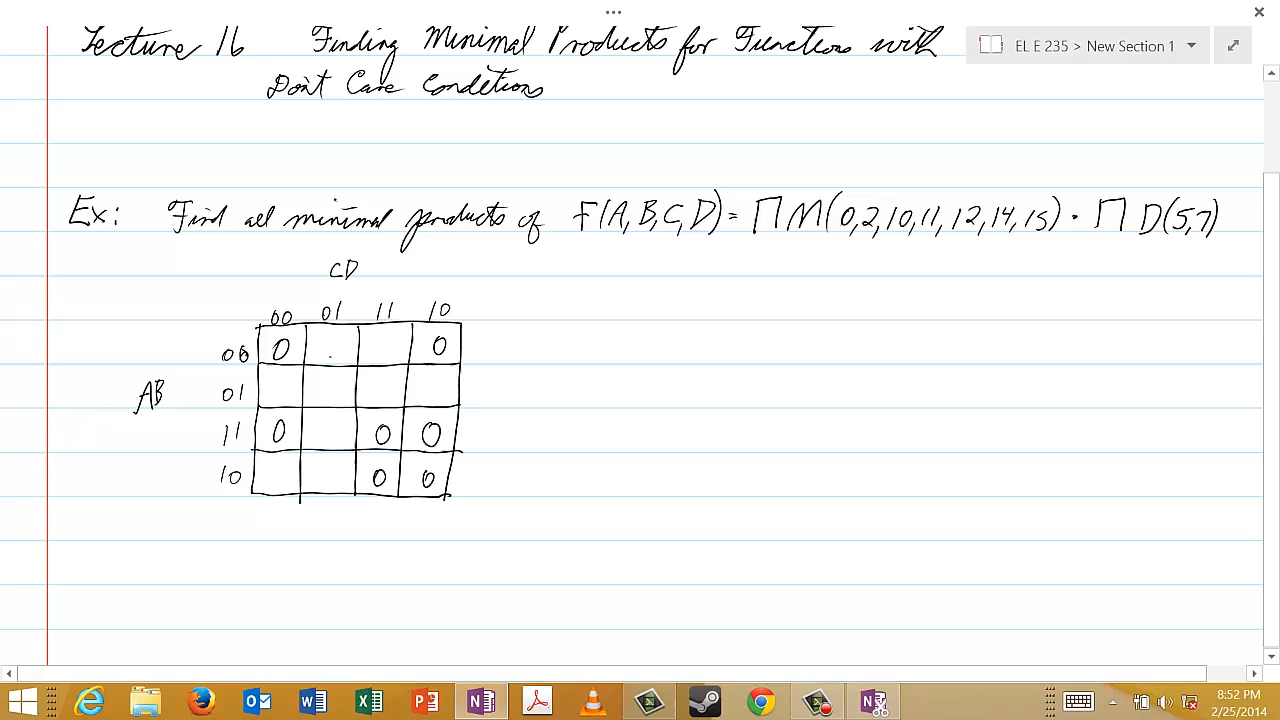 Lecture 16 Finding Minimal Products for Functions with
Don't Care Conditions
EL E 235 > New Section 1
Ex: Find all minimal products of F(A,B,C,D) = ΠM(0,2,10,11,12,14,15) · ΠD(5,7)
CD
00 01 11 10
00 0 0
01
AB
11 0 0 0
10 0 0
8:52 PM
2/25/2014